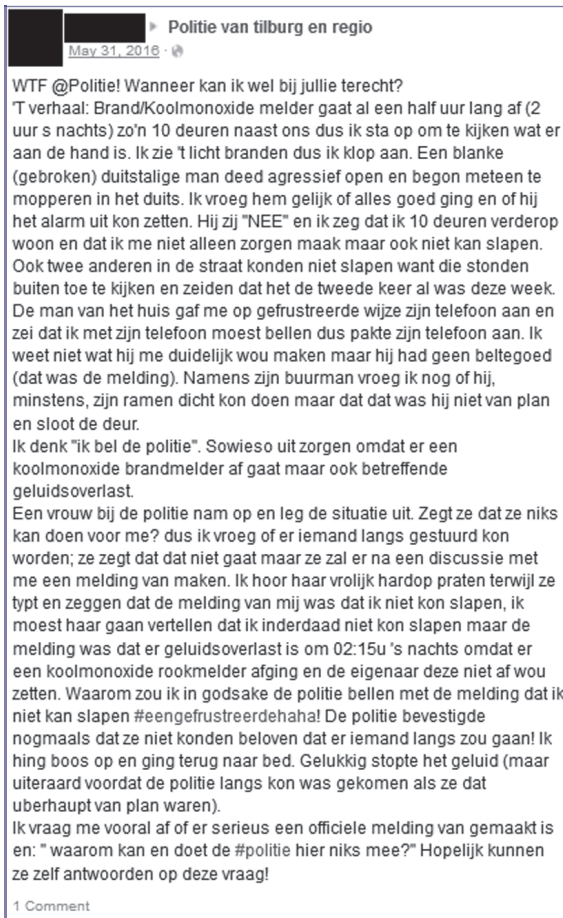 Politie van tilburg en regio
May 31, 2016 ·
WTF @Politie! Wanneer kan ik wel bij jullie terecht?
'T verhaal: Brand/Koolmonoxide melder gaat al een half uur lang af (2
uur s nachts) zo'n 10 deuren naast ons dus ik sta op om te kijken wat er
aan de hand is. Ik zie 't licht branden dus ik klop aan. Een blanke
(gebroken) duitstalige man deed agressief open en begon meteen te
mopperen in het duits. Ik vroeg hem gelijk of alles goed ging en of hij
het alarm uit kon zetten. Hij zij "NEE" en ik zeg dat ik 10 deuren verderop
woon en dat ik me niet alleen zorgen maak maar ook niet kan slapen.
Ook twee anderen in de straat konden niet slapen want die stonden
buiten toe te kijken en zeiden dat het de tweede keer al was deze week.
De man van het huis gaf me op gefrustreerde wijze zijn telefoon aan en
zei dat ik met zijn telefoon moest bellen dus pakte zijn telefoon aan. Ik
weet niet wat hij me duidelijk wou maken maar hij had geen beltegoed
(dat was de melding). Namens zijn buurman vroeg ik nog of hij,
minstens, zijn ramen dicht kon doen maar dat dat was hij niet van plan
en sloot de deur.
Ik denk "ik bel de politie". Sowieso uit zorgen omdat er een
koolmonoxide brandmelder af gaat maar ook betreffende
geluidsoverlast.
Een vrouw bij de politie nam op en leg de situatie uit. Zegt ze dat ze niks
kan doen voor me? dus ik vroeg of er iemand langs gestuurd kon
worden; ze zegt dat dat niet gaat maar ze zal er na een discussie met
me een melding van maken. Ik hoor haar vrolijk hardop praten terwijl ze
typt en zeggen dat de melding van mij was dat ik niet kon slapen, ik
moest haar gaan vertellen dat ik inderdaad niet kon slapen maar de
melding was dat er geluidsoverlast is om 02:15u 's nachts omdat er
een koolmonoxide rookmelder afging en de eigenaar deze niet af wou
zetten. Waarom zou ik in godsake de politie bellen met de melding dat ik
niet kan slapen #eengefrustreerdehaha! De politie bevestigde
nogmaals dat ze niet konden beloven dat er iemand langs zou gaan! Ik
hing boos op en ging terug naar bed. Gelukkig stopte het geluid (maar
uiteraard voordat de politie langs kon was gekomen als ze dat
uberhaupt van plan waren).
Ik vraag me vooral af of er serieus een officiele melding van gemaakt is
en: " waarom kan en doet de #politie hier niks mee?" Hopelijk kunnen
ze zelf antwoorden op deze vraag!
1 Comment